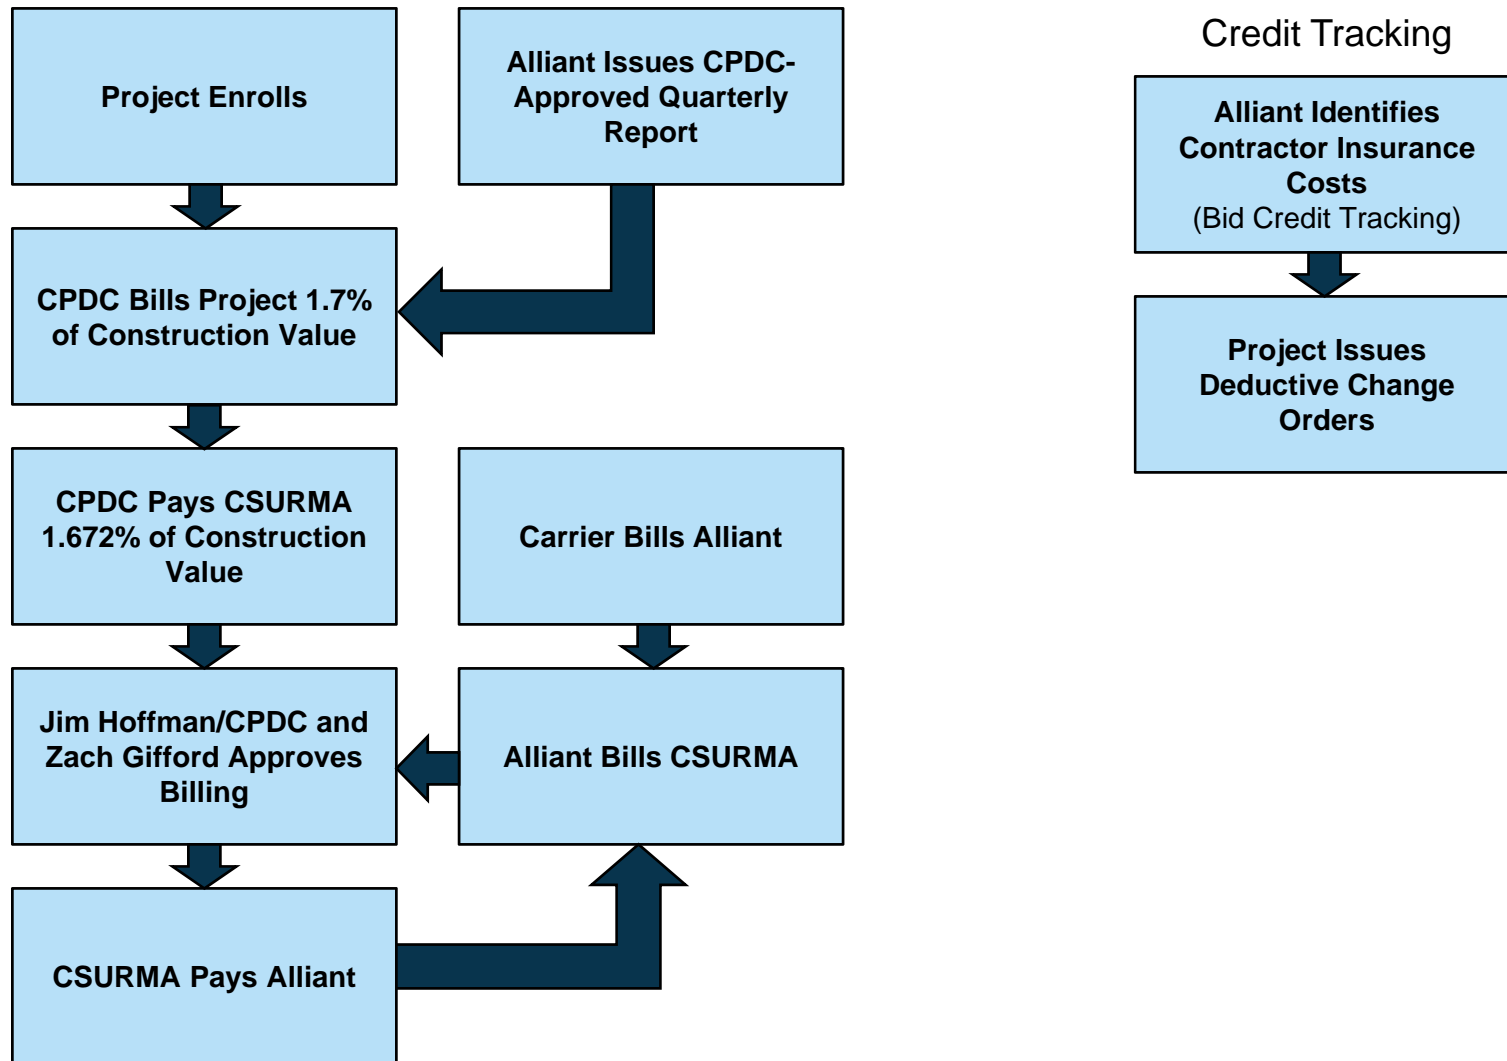 Project Enrolls
Alliant Issues CPDC-
Approved Quarterly
Report
CPDC Bills Project 1.7%
of Construction Value
CPDC Pays CSURMA
1.672% of Construction
Value
Carrier Bills Alliant
Jim Hoffman/CPDC and
Zach Gifford Approves
Billing
Alliant Bills CSURMA
CSURMA Pays Alliant
Credit Tracking
Alliant Identifies
Contractor Insurance
Costs
(Bid Credit Tracking)
Project Issues
Deductive Change
Orders